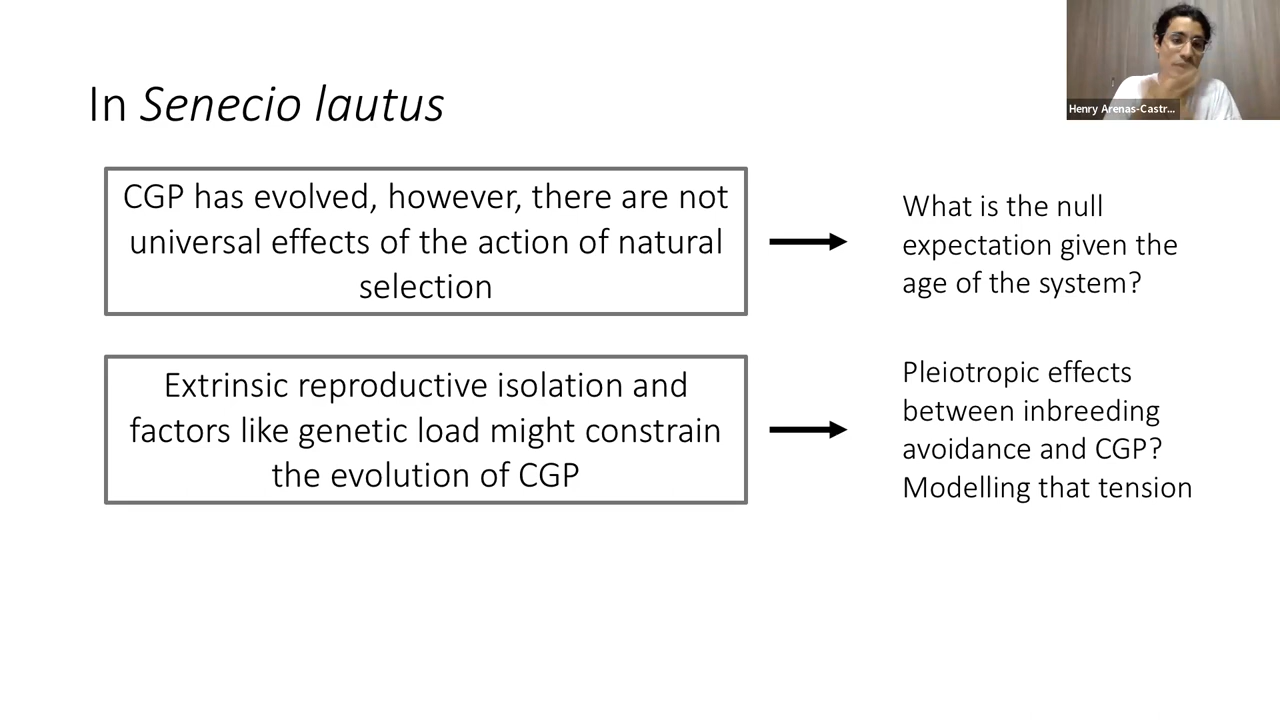 Henry Arenas-Castr...
In Senecio lautus
CGP has evolved, however, there are not
universal effects of the action of natural
selection
What is the null
expectation given the
age of the system?
Extrinsic reproductive isolation and
factors like genetic load might constrain
the evolution of CGP
Pleiotropic effects
between inbreeding
avoidance and CGP?
Modelling that tension